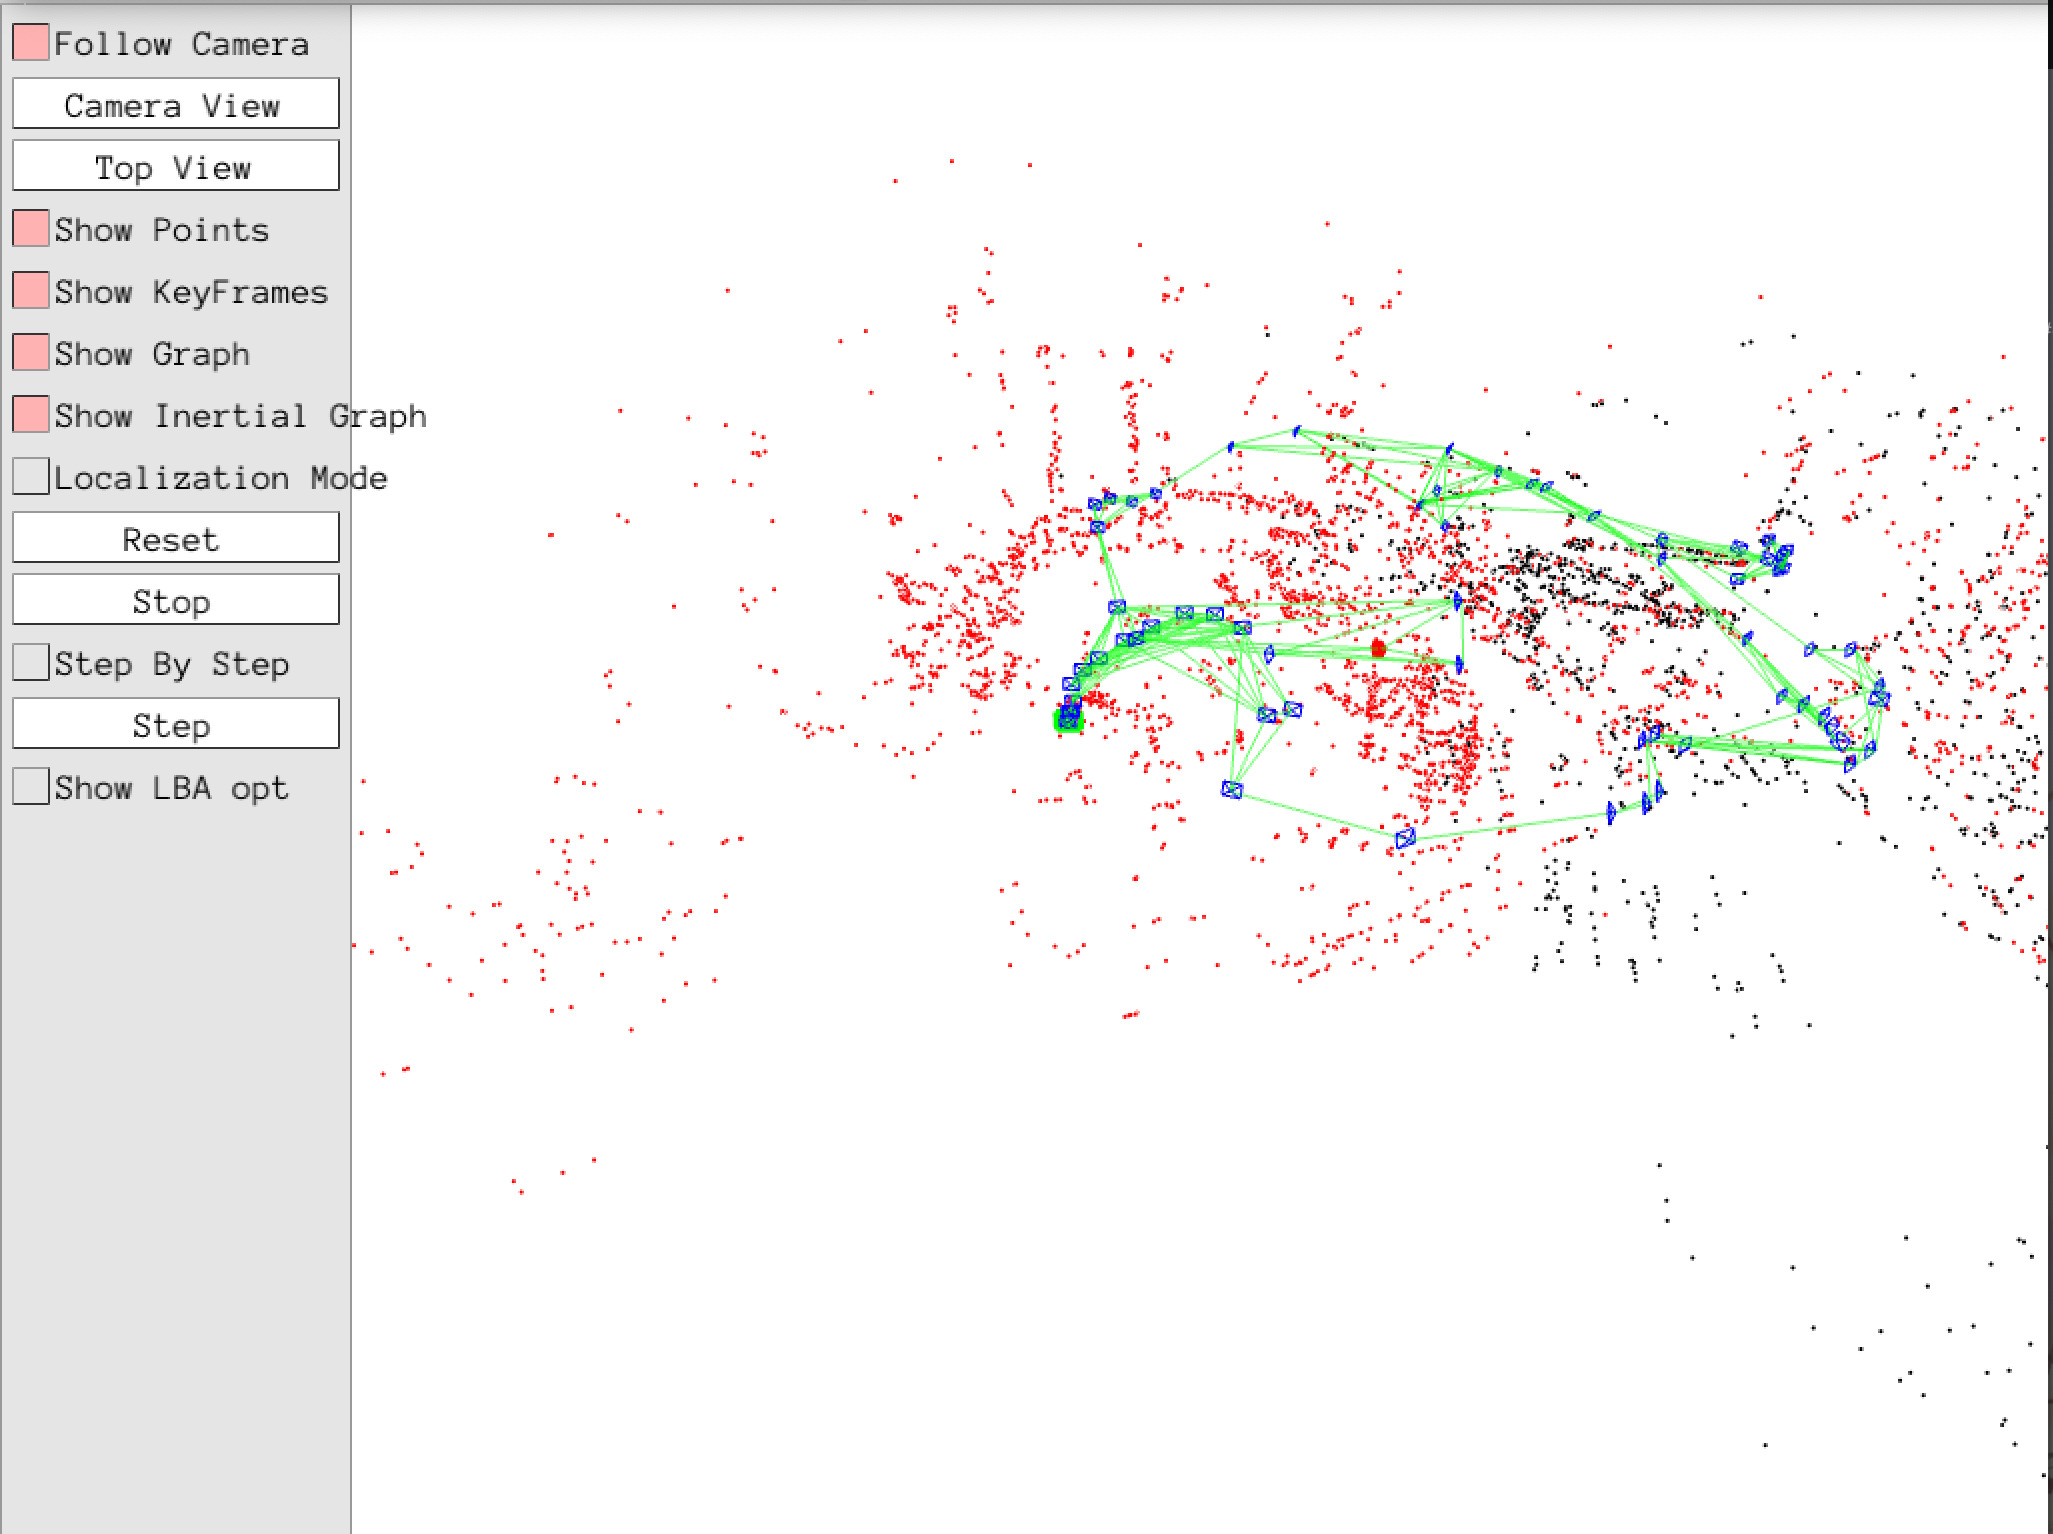 Follow Camera
Camera View
Top View
Show Points
Show KeyFrames
Show Graph
Show Inertial Graph
Localization Mode
Reset
Stop
Step By Step
Step
Show LBA opt